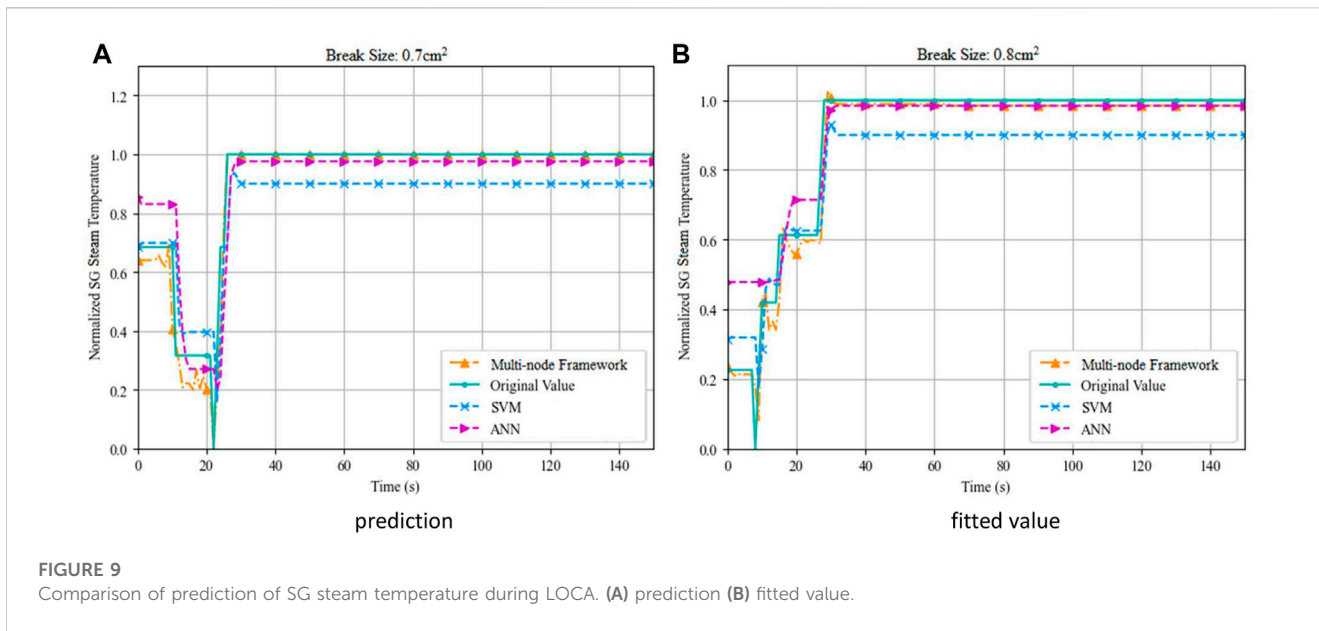 A
Break Size: 0.7cm²
Normalized SG Steam Temperature
1.2
1.0
0.8
0.6
0.4
0.2
0.0
0 20 40 60 80 100 120 140
Time (s)
Multi-node Framework
Original Value
SVM
ANN
prediction
B
Break Size: 0.8cm²
Normalized SG Steam Temperature
1.0
0.8
0.6
0.4
0.2
0.0
0 20 40 60 80 100 120 140
Time (s)
Multi-node Framework
Original Value
SVM
ANN
fitted value
FIGURE 9
Comparison of prediction of SG steam temperature during LOCA. (A) prediction (B) fitted value.